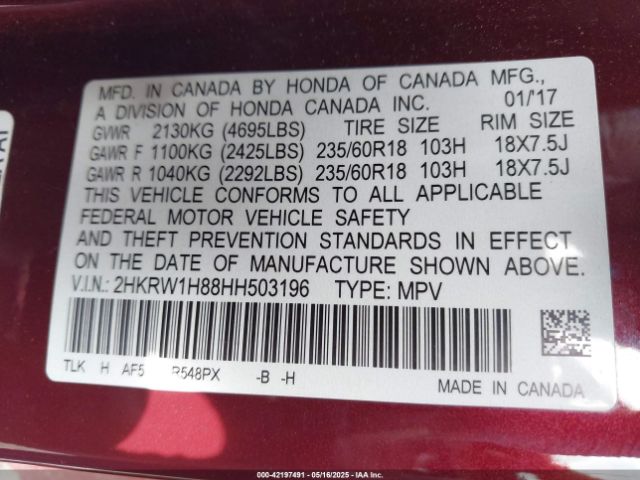 MFD. IN CANADA BY HONDA OF CANADA MFG.,
A DIVISION OF HONDA CANADA INC. 01/'17
GVWR 2130KG (4695LBS) TIRE SIZE RIM SIZE
GAWR F 1100KG (2425LBS) 235/60R18 103H 18X7.5J
GAWR R 1040KG (2292LBS) 235/60R18 103H 18X7.5J
THIS VEHICLE CONFORMS TO ALL APPLICABLE
FEDERAL MOTOR VEHICLE SAFETY
AND THEFT PREVENTION STANDARDS IN EFFECT
ON THE DATE OF MANUFACTURE SHOWN ABOVE.
V.I.N.: 2HKRW1H88HH503196 TYPE: MPV
TLK H AF5 R548PX -B -H
MADE IN CANADA
000-42197491 - 05/16/2025 - IAA Inc.